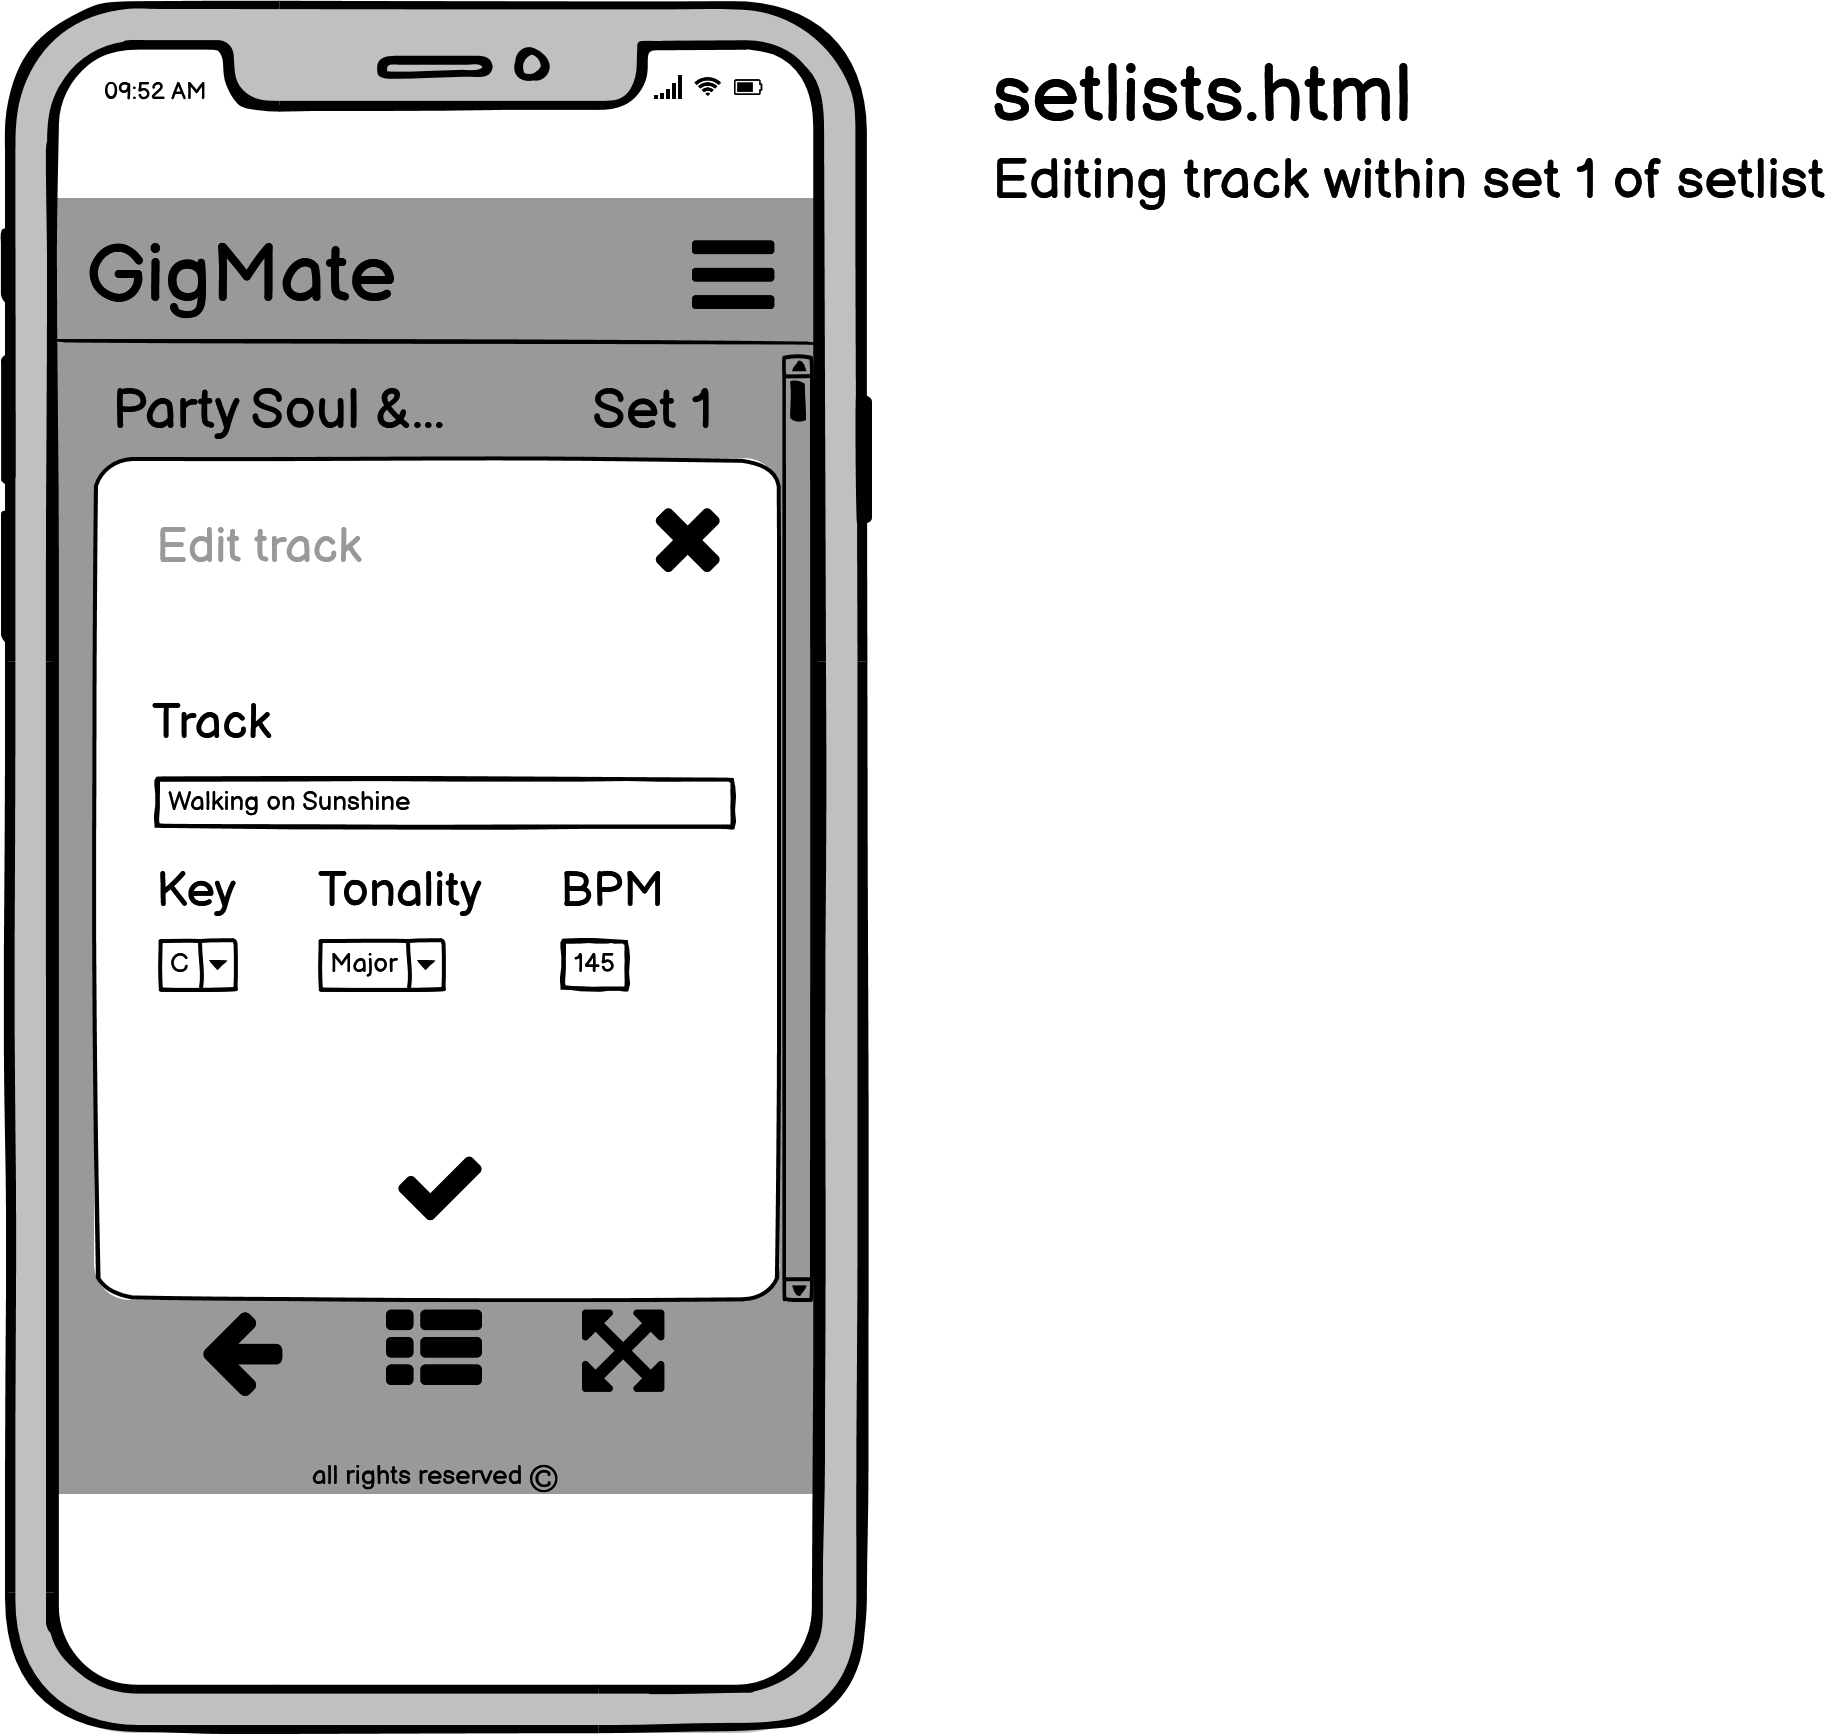 setlists.html
Editing track within set 1 of setlist
09:52 AM
GigMate
Party Soul &... Set 1
Edit track
Track
Walking on Sunshine
Key Tonality BPM
C Major 145
all rights reserved ©